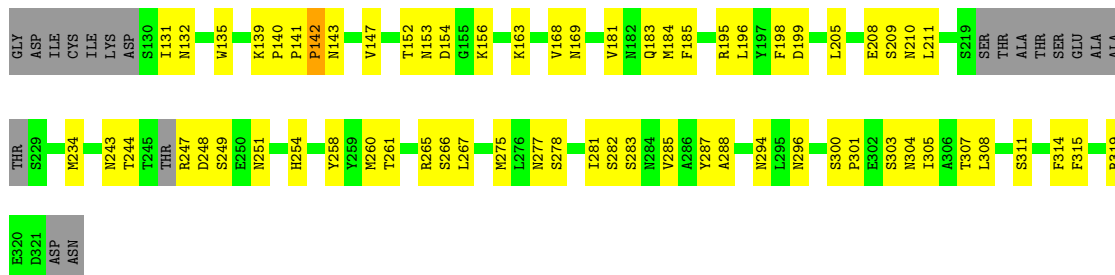 GLY ASP ILE CYS ILE LYS ASP S130 I131 N132 W135 K139 P140 P141 P142 N143 V147 T152 N153 D154 G155 K156 K163 V168 N169 V181 N182 Q183 M184 F185 R195 L196 Y197 F198 D199 L205 E208 S209 N210 L211 S219 SER THR ALA THR SER GLU ALA ALA
THR S229 M234 N243 T244 T245 THR R247 D248 S249 E250 N251 H254 Y258 Y259 M260 T261 R265 S266 L267 M275 L276 N277 S278 I281 S282 S283 N284 V285 A286 Y287 A288 N294 L295 N296 S300 P301 E302 S303 N304 I305 A306 T307 L308 S311 F314 F315
E320 D321 ASP ASN